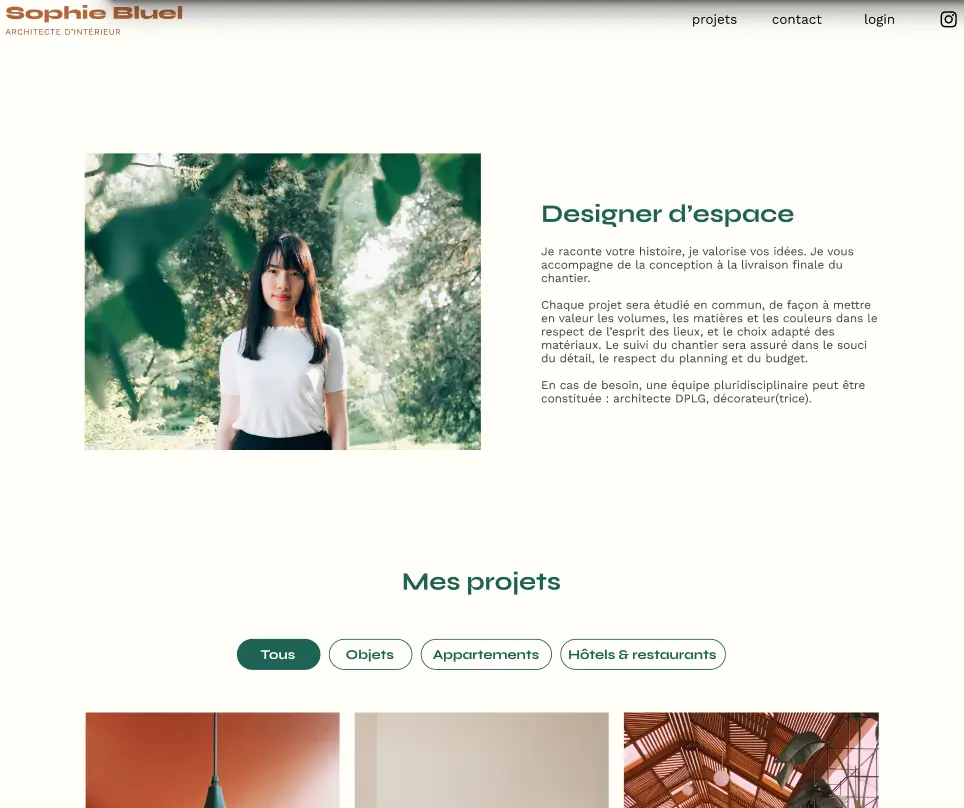 Sophie Bluel
ARCHITECTE D'INTÉRIEUR
projets contact login
Designer d'espace
Je raconte votre histoire, je valorise vos idées. Je vous
accompagne de la conception à la livraison finale du
chantier.
Chaque projet sera étudié en commun, de façon à mettre
en valeur les volumes, les matières et les couleurs dans le
respect de l'esprit des lieux, et le choix adapté des
matériaux. Le suivi du chantier sera assuré dans le souci
du détail, le respect du planning et du budget.
En cas de besoin, une équipe pluridisciplinaire peut être
constituée : architecte DPLG, décorateur(trice).
Mes projets
Tous Objets Appartements Hôtels & restaurants